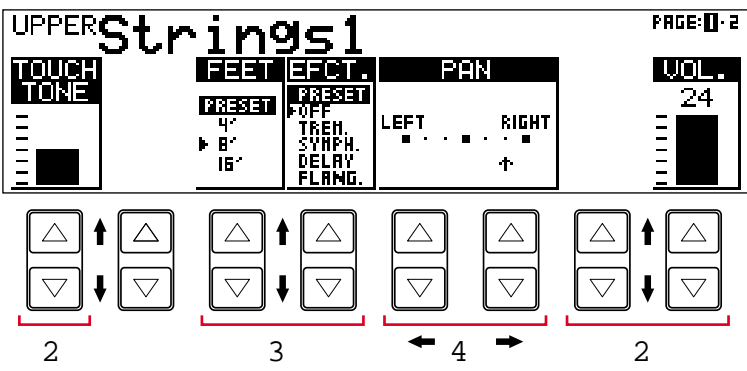 UPPER Strings1 PAGE:1·2
TOUCH TONE
FEET
PRESET
4'
8'
16'
EFCT.
PRESET
OFF
TREM.
SYMPH.
DELAY
FLANG.
PAN
LEFT RIGHT
VOL.
24
2 3 4 2